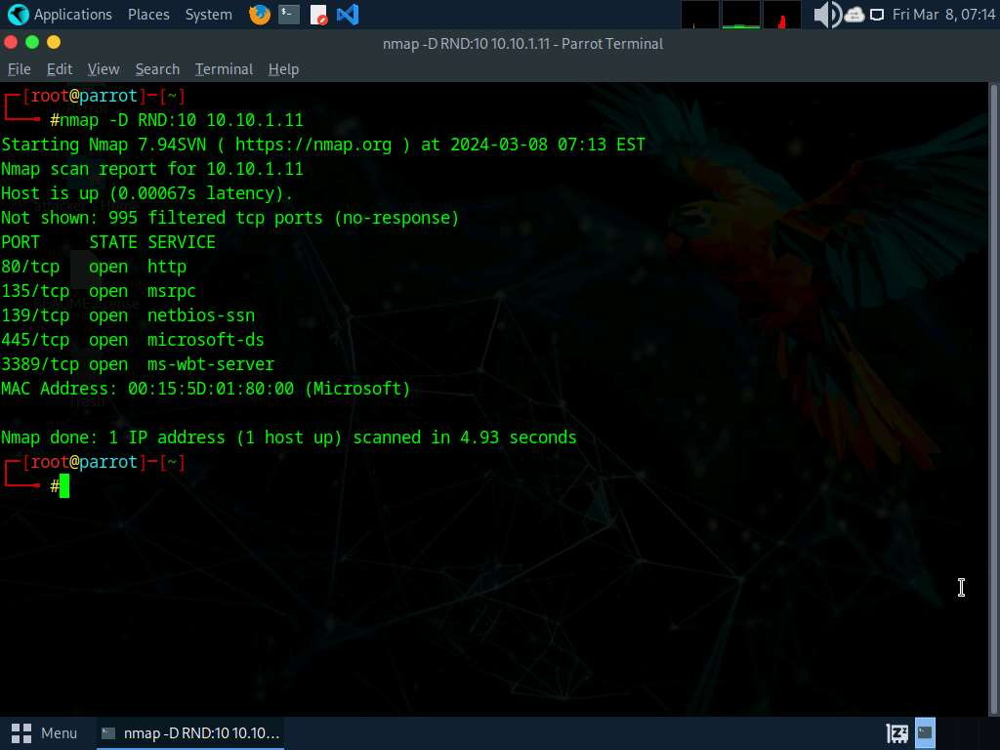 Applications Places System Fri Mar 8, 07:14
nmap -D RND:10 10.10.1.11 - Parrot Terminal
File Edit View Search Terminal Help
┌─[root@parrot]─[~]
└──╼ #nmap -D RND:10 10.10.1.11
Starting Nmap 7.94SVN ( https://nmap.org ) at 2024-03-08 07:13 EST
Nmap scan report for 10.10.1.11
Host is up (0.00067s latency).
Not shown: 995 filtered tcp ports (no-response)
PORT     STATE SERVICE
80/tcp   open  http
135/tcp  open  msrpc
139/tcp  open  netbios-ssn
445/tcp  open  microsoft-ds
3389/tcp open  ms-wbt-server
MAC Address: 00:15:5D:01:80:00 (Microsoft)
Nmap done: 1 IP address (1 host up) scanned in 4.93 seconds
┌─[root@parrot]─[~]
└──╼ #
Menu nmap -D RND:10 10.10...